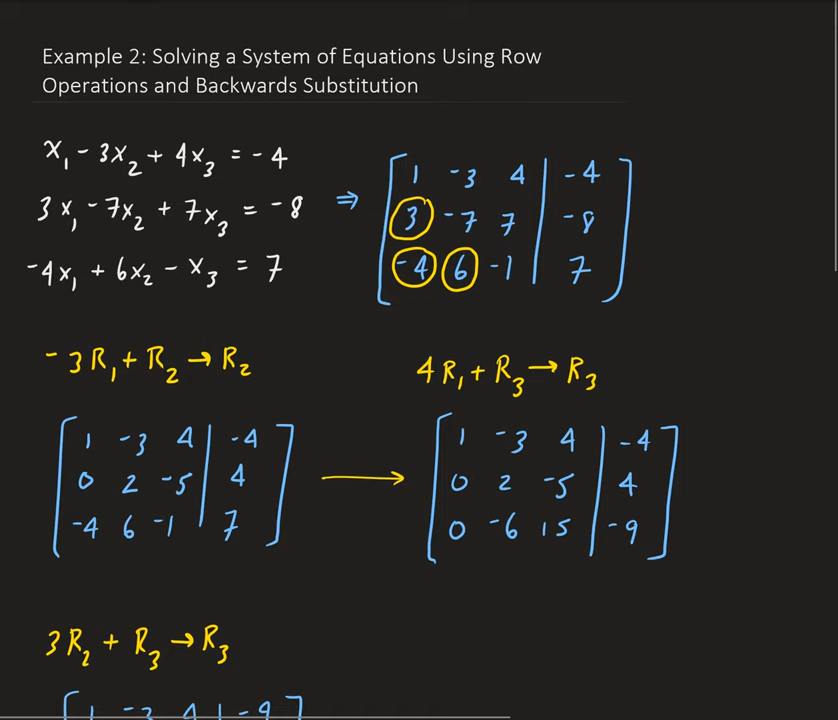 Example 2: Solving a System of Equations Using Row
Operations and Backwards Substitution
x₁ - 3x₂ + 4x₃ = -4
3x₁ - 7x₂ + 7x₃ = -8
-4x₁ + 6x₂ - x₃ = 7
⇒
[ 1 -3 4 | -4 ]
[ 3 -7 7 | -8 ]
[ -4 6 -1 | 7 ]
-3R₁ + R₂ → R₂
[ 1 -3 4 | -4 ]
[ 0 2 -5 | 4 ]
[ -4 6 -1 | 7 ]
→
4R₁ + R₃ → R₃
[ 1 -3 4 | -4 ]
[ 0 2 -5 | 4 ]
[ 0 -6 15 | -9 ]
3R₂ + R₃ → R₃